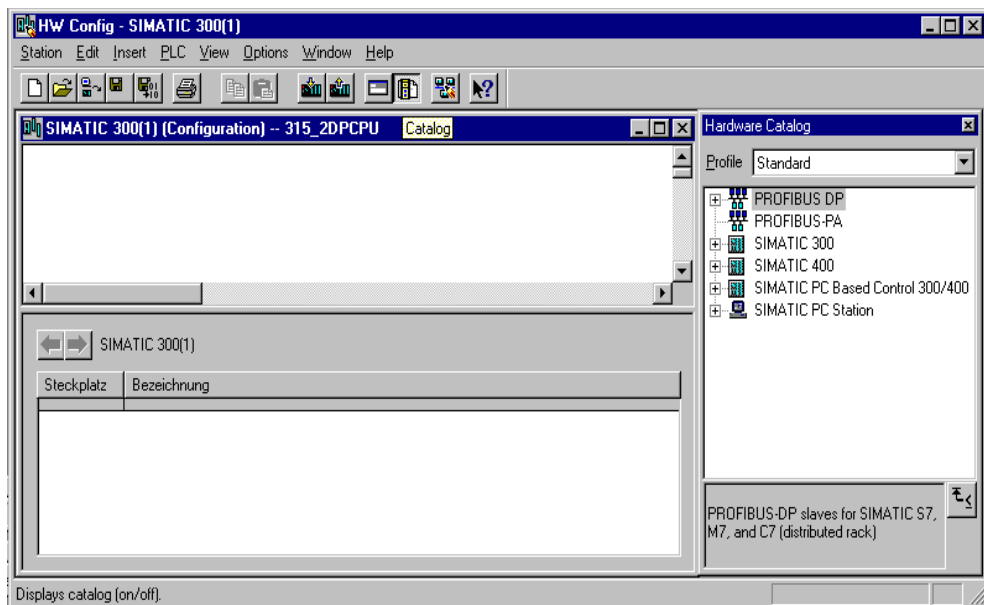 HW Config - SIMATIC 300(1)
Station Edit Insert PLC View Options Window Help
SIMATIC 300(1) (Configuration) -- 315_2DPCPU
Catalog
SIMATIC 300(1)
Steckplatz Bezeichnung
Hardware Catalog
Profile Standard
PROFIBUS DP
PROFIBUS-PA
SIMATIC 300
SIMATIC 400
SIMATIC PC Based Control 300/400
SIMATIC PC Station
PROFIBUS-DP slaves for SIMATIC S7,
M7, and C7 (distributed rack)
Displays catalog (on/off).